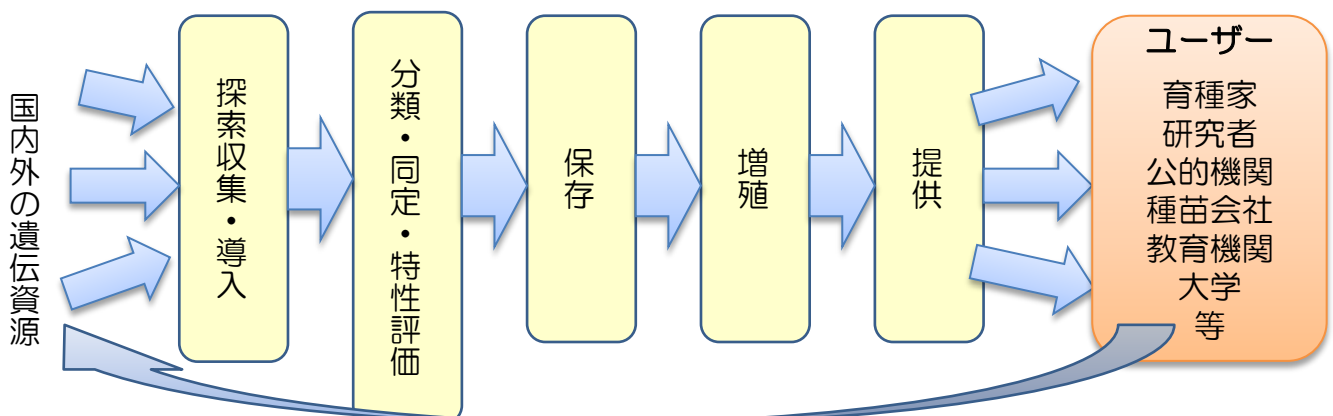 国内外の遺伝資源
探索収集・導入
分類・同定・特性評価
保存
増殖
提供
ユーザー
育種家
研究者
公的機関
種苗会社
教育機関
大学
等